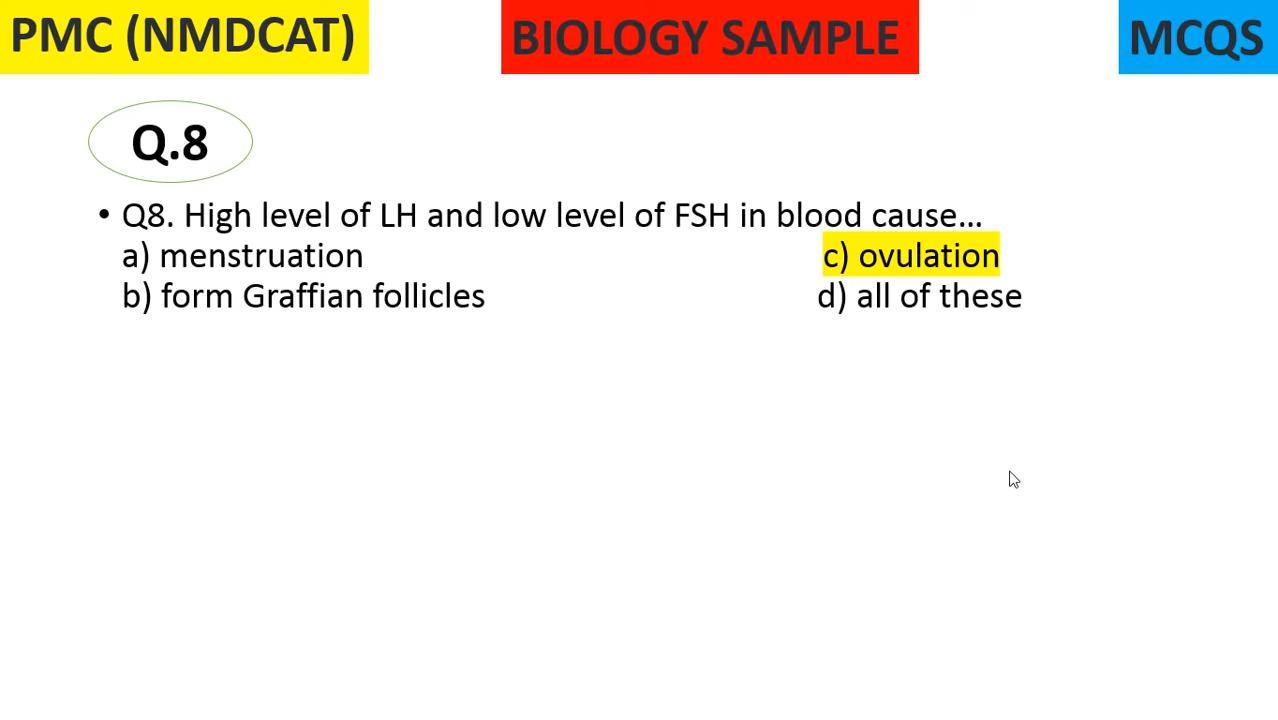 PMC (NMDCAT) BIOLOGY SAMPLE MCQS
Q.8
• Q8. High level of LH and low level of FSH in blood cause…
a) menstruation c) ovulation
b) form Graffian follicles d) all of these